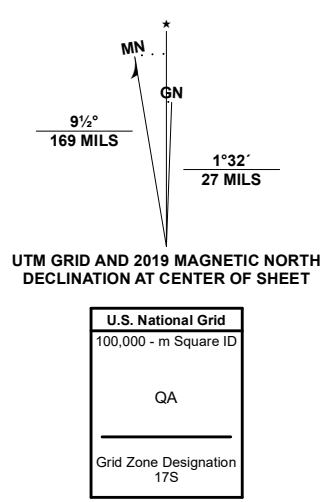 MN
GN
9½°
169 MILS
1°32´
27 MILS
UTM GRID AND 2019 MAGNETIC NORTH
DECLINATION AT CENTER OF SHEET
U.S. National Grid
100,000 - m Square ID
QA
Grid Zone Designation
17S